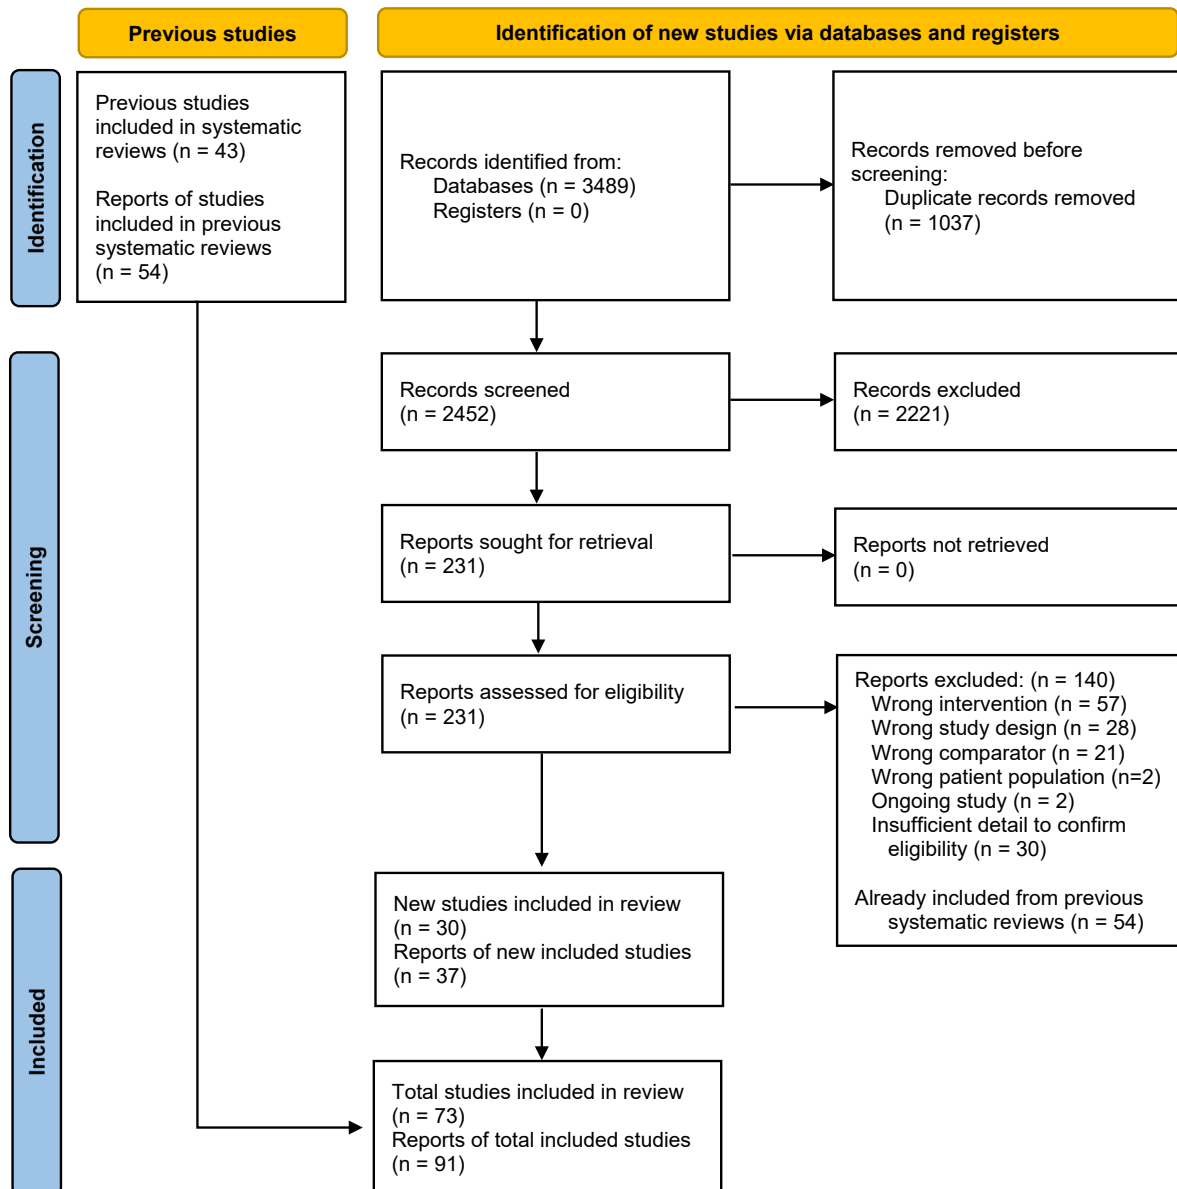 Previous studies
Identification of new studies via databases and registers
Identification
Previous studies
included in systematic
reviews (n = 43)
Reports of studies
included in previous
systematic reviews
(n = 54)
Records identified from:
Databases (n = 3489)
Registers (n = 0)
Records removed before
screening:
Duplicate records removed
(n = 1037)
Screening
Records screened
(n = 2452)
Records excluded
(n = 2221)
Reports sought for retrieval
(n = 231)
Reports not retrieved
(n = 0)
Reports assessed for eligibility
(n = 231)
Reports excluded: (n = 140)
Wrong intervention (n = 57)
Wrong study design (n = 28)
Wrong comparator (n = 21)
Wrong patient population (n=2)
Ongoing study (n = 2)
Insufficient detail to confirm
eligibility (n = 30)
Already included from previous
systematic reviews (n = 54)
Included
New studies included in review
(n = 30)
Reports of new included studies
(n = 37)
Total studies included in review
(n = 73)
Reports of total included studies
(n = 91)